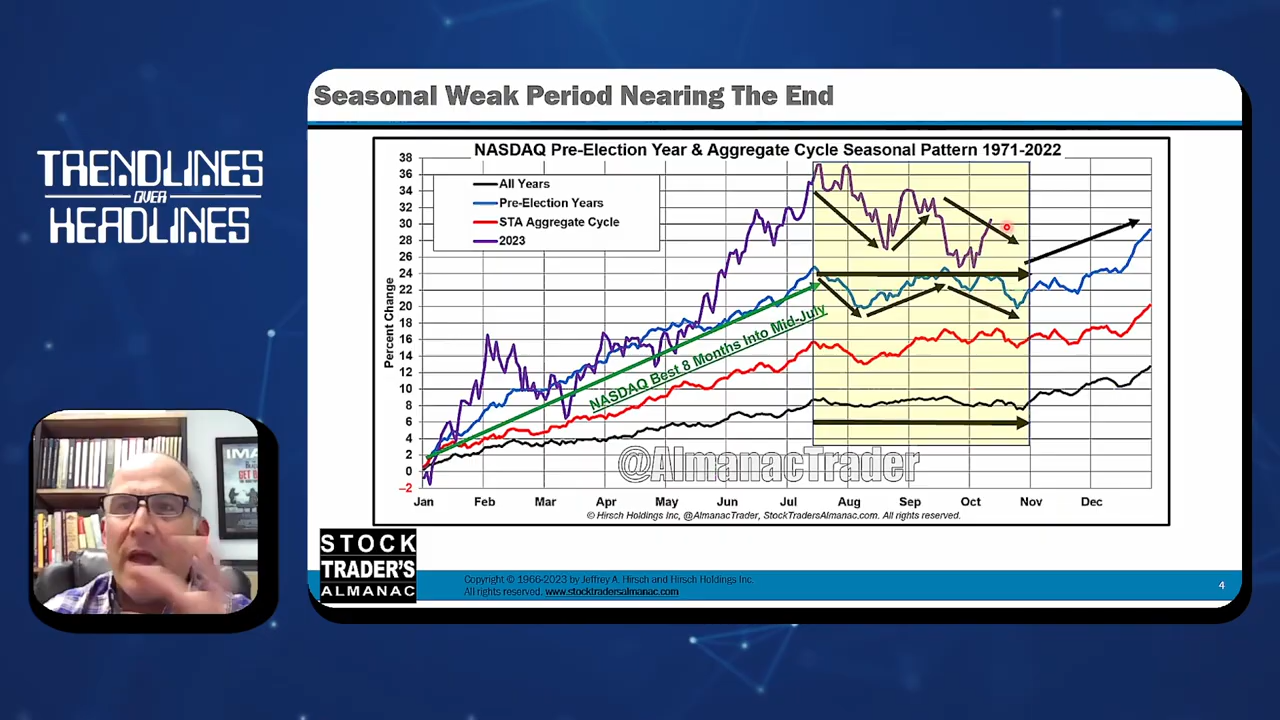 TRENDLINES
OVER
HEADLINES
Seasonal Weak Period Nearing The End
NASDAQ Pre-Election Year & Aggregate Cycle Seasonal Pattern 1971-2022
All Years
Pre-Election Years
STA Aggregate Cycle
2023
Percent Change
38
36
34
32
30
28
26
24
22
20
18
16
14
12
10
8
6
4
2
0
-2
NASDAQ Best 8 Months Into Mid-July
@AlmanacTrader
Jan Feb Mar Apr May Jun Jul Aug Sep Oct Nov Dec
© Hirsch Holdings Inc, @AlmanacTrader, StockTradersAlmanac.com. All rights reserved.
IMA
STOCK
TRADER'S
ALMANAC
Copyright © 1966-2023 by Jeffrey A. Hirsch and Hirsch Holdings Inc.
All rights reserved. www.stocktradersalmanac.com
4